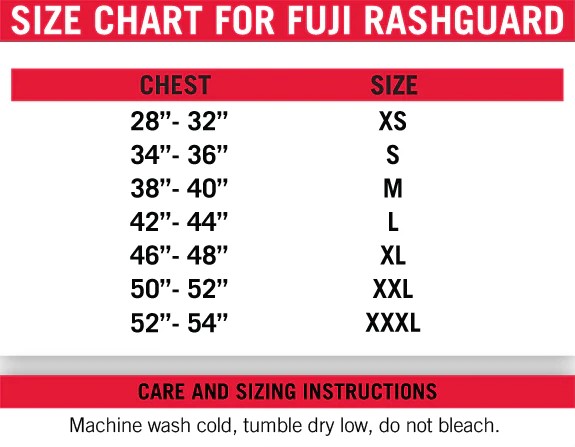 SIZE CHART FOR FUJI RASHGUARD
CHEST SIZE
28”- 32” XS
34”- 36” S
38”- 40” M
42”- 44” L
46”- 48” XL
50”- 52” XXL
52”- 54” XXXL
CARE AND SIZING INSTRUCTIONS
Machine wash cold, tumble dry low, do not bleach.